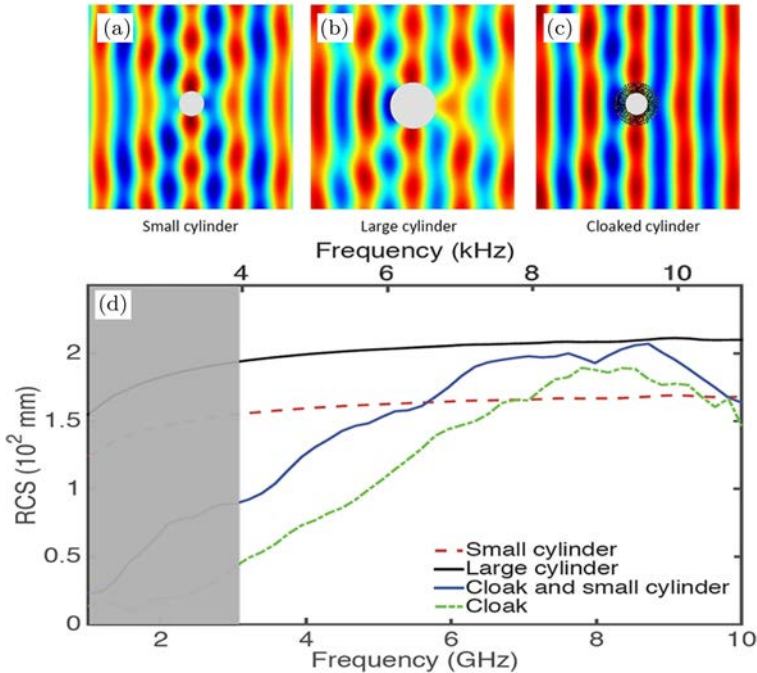 (a) (b) (c)
Small cylinder Large cylinder Cloaked cylinder
Frequency (kHz)
4 6 8 10
(d)
2
1.5
1
0.5
0
RCS (10² mm)
Small cylinder
Large cylinder
Cloak and small cylinder
Cloak
2 4 6 8 10
Frequency (GHz)